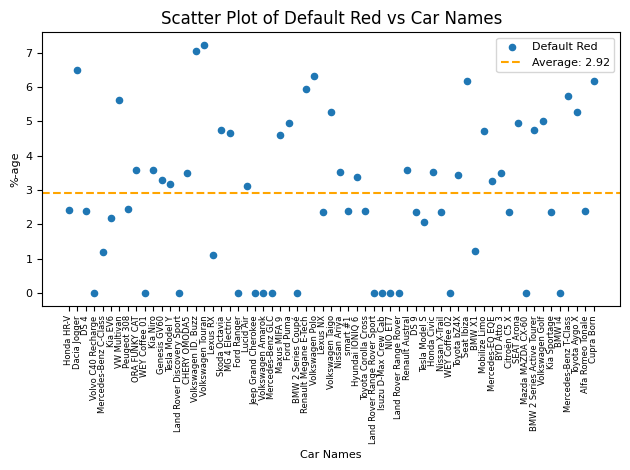 Scatter Plot of Default Red vs Car Names
Default Red
Average: 2.92
%-age
7
6
5
4
3
2
1
0
Honda HR-V
Dacia Jogger
DS 4
Volvo C40 Recharge
Mercedes-Benz C-Class
Kia EV6
VW Multivan
Peugeot 308
ORA FUNKY CAT
WEY Coffee 01
Kia Niro
Genesis GV60
Tesla Model Y
Land Rover Discovery Sport
CHERY OMODA5
Volkswagen ID. Buzz
Volkswagen Touran
Lexus RX
Škoda Octavia
MG4 Electric
Ford Ranger
Lucid Air
Jeep Grand Cherokee
Volkswagen Amarok
Mercedes-Benz GLC
Maxus MIFA 9
Ford Puma
BMW 2 Series Coupé
Renault Megane E-Tech
Volkswagen Polo
Lexus NX
Volkswagen Taigo
Nissan Ariya
smart #1
Hyundai IONIQ 6
Toyota Corolla Cross
Land Rover Range Rover Sport
Isuzu D-Max Crew Cab
NIO ET7
Land Rover Range Rover
Renault Austral
DS 9
Tesla Model S
Honda Civic
Nissan X-Trail
WEY Coffee 02
Toyota bZ4X
Seat Ibiza
BMW X1
Mobilize Limo
Mercedes-EQ EQE
BYD Atto 3
Citroën C5 X
SEAT Arona
Mazda MAZDA CX-60
BMW 2 Series Active Tourer
Volkswagen Golf
Kia Sportage
BMW i4
Mercedes-Benz T-Class
Toyota Aygo X
Alfa Romeo Tonale
Cupra Born
Car Names